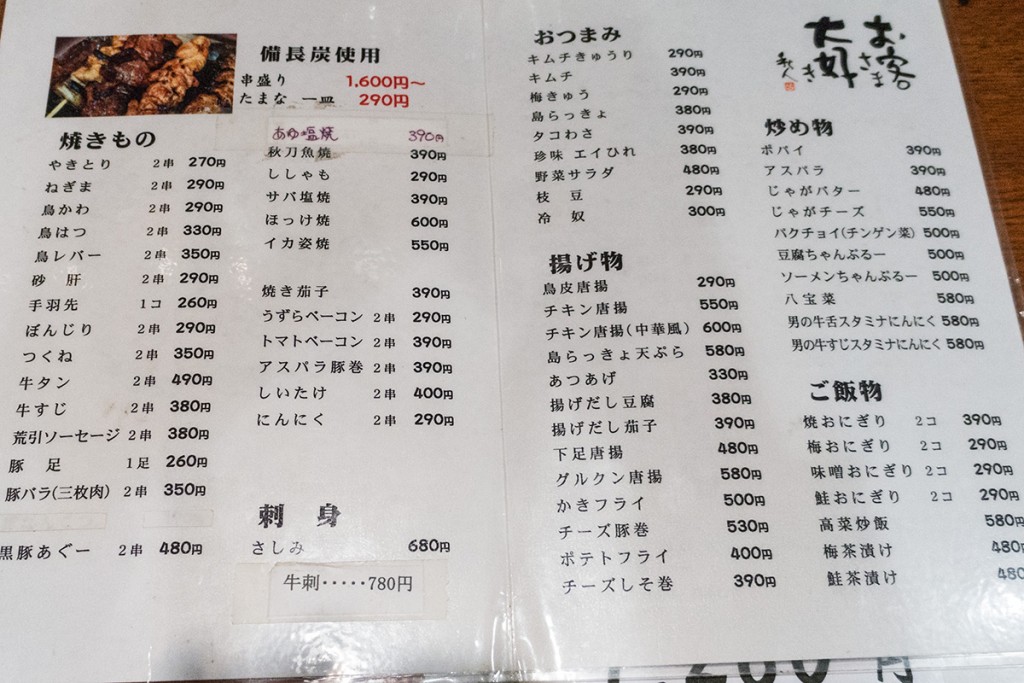 備長炭使用
串盛り 1,600円〜
たまな 一皿 290円
焼きもの
やきとり 2串 270円
ねぎま 2串 290円
鳥かわ 2串 290円
鳥はつ 2串 330円
鳥レバー 2串 350円
砂肝 2串 290円
手羽先 1コ 260円
ぼんじり 2串 290円
つくね 2串 350円
牛タン 2串 490円
牛すじ 2串 380円
荒引ソーセージ 2串 380円
豚足 1足 260円
豚バラ(三枚肉) 2串 350円
黒豚あぐー 2串 480円
あゆ塩焼 390円
秋刀魚焼 390円
ししゃも 290円
サバ塩焼 390円
ほっけ焼 600円
イカ姿焼 550円
焼き茄子 390円
うずらベーコン 2串 290円
トマトベーコン 2串 390円
アスパラ豚巻 2串 390円
しいたけ 2串 400円
にんにく 2串 290円
刺身
さしみ 680円
牛刺・・・・・780円
おつまみ
キムチきゅうり 290円
キムチ 390円
梅きゅう 290円
島らっきょ 380円
タコわさ 390円
珍味 エイひれ 380円
野菜サラダ 480円
枝豆 290円
冷奴 300円
揚げ物
鳥皮唐揚 290円
チキン唐揚 550円
チキン唐揚(中華風) 600円
島らっきょ天ぷら 580円
あつあげ 330円
揚げだし豆腐 380円
揚げだし茄子 390円
下足唐揚 480円
グルクン唐揚 580円
かきフライ 500円
チーズ豚巻 530円
ポテトフライ 400円
チーズしそ巻 390円
お客さま
大好き
炒め物
ポパイ 390円
アスパラ 390円
じゃがバター 480円
じゃがチーズ 550円
パクチョイ(チンゲン菜) 500円
豆腐ちゃんぷるー 500円
ソーメンちゃんぷるー 500円
八宝菜 580円
男の牛舌スタミナにんにく 580円
男の牛すじスタミナにんにく 580円
ご飯物
焼おにぎり 2コ 390円
梅おにぎり 2コ 290円
味噌おにぎり 2コ 290円
鮭おにぎり 2コ 290円
高菜炒飯 580円
梅茶漬け 480円
鮭茶漬け 480